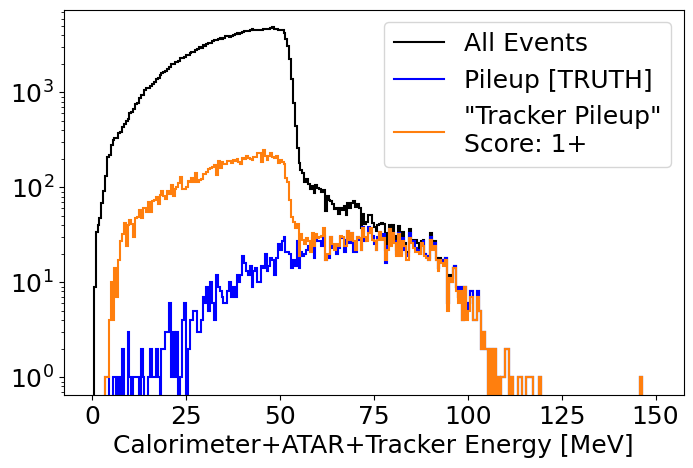 All Events
Pileup [TRUTH]
"Tracker Pileup"
Score: 1+
10³
10²
10¹
10⁰
0 25 50 75 100 125 150
Calorimeter+ATAR+Tracker Energy [MeV]